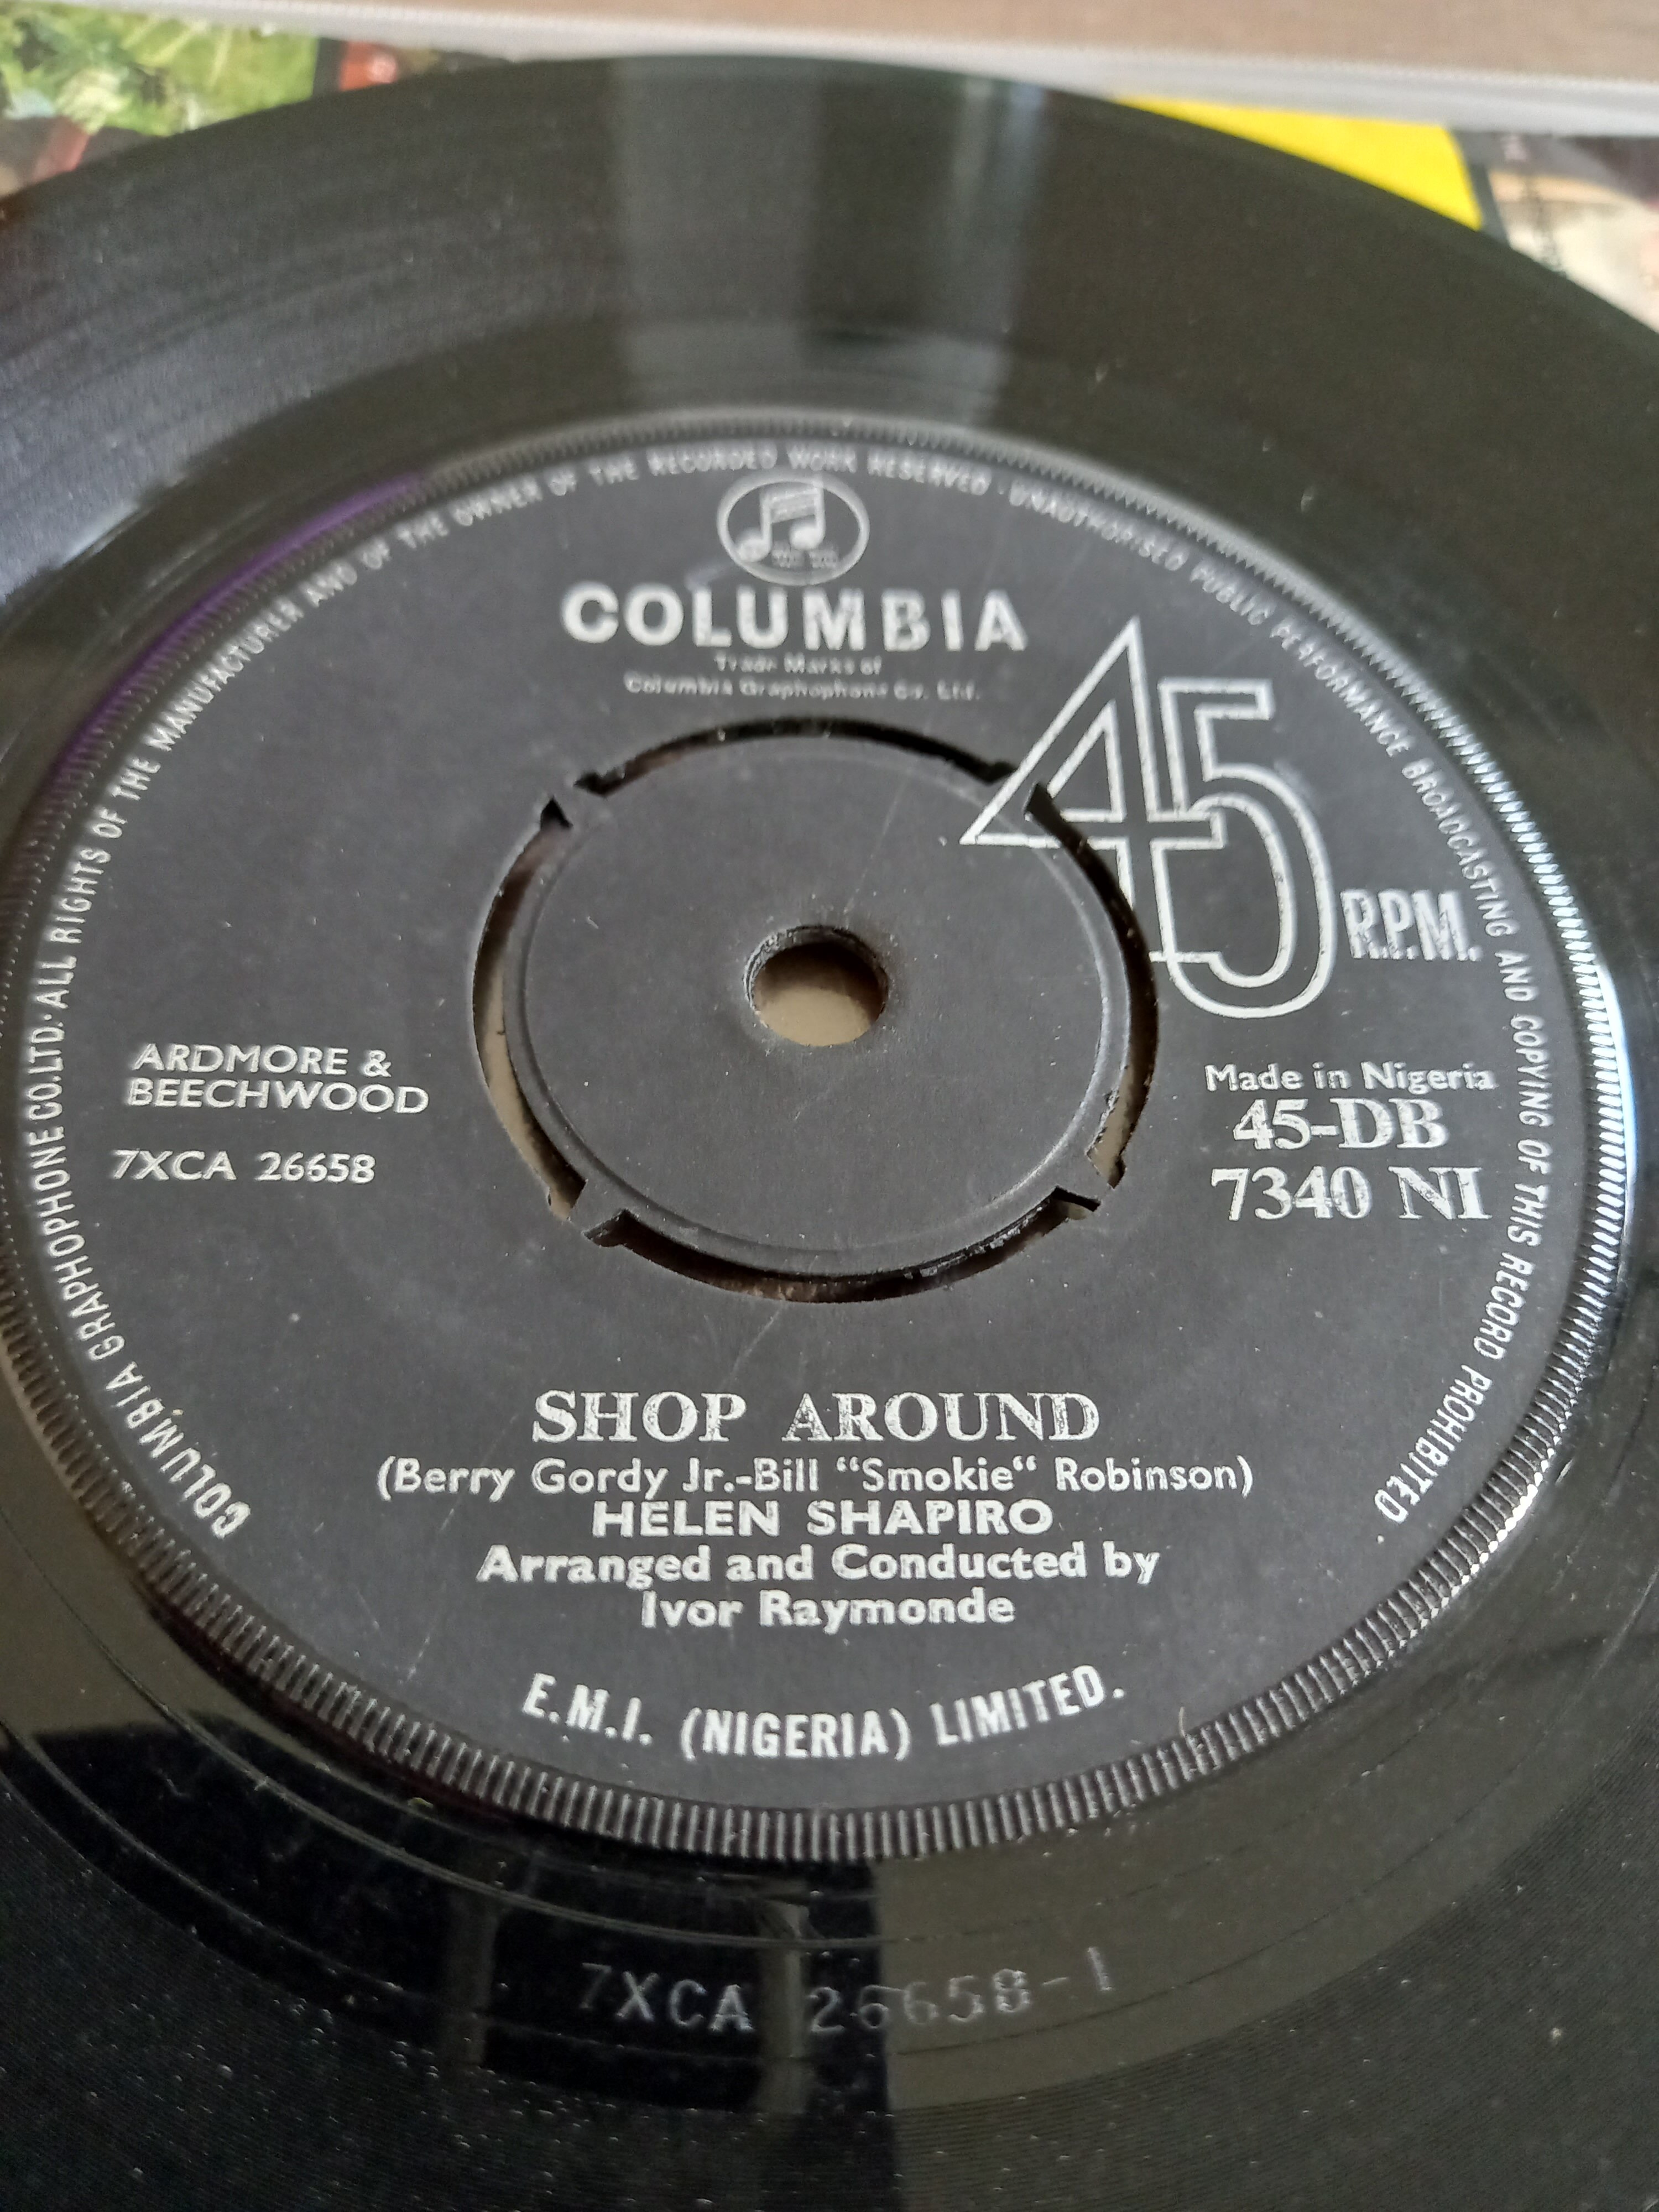 COLUMBIA GRAPHOPHONE CO.LTD. ALL RIGHTS OF THE MANUFACTURER AND OF THE OWNER OF THE RECORDED WORK RESERVED · UNAUTHORISED PUBLIC PERFORMANCE BROADCASTING AND COPYING OF THIS RECORD PROHIBITED
COLUMBIA
Trade Marks of
Columbia Graphophone Co. Ltd.
45 R.P.M.
ARDMORE &
BEECHWOOD
7XCA 26658
Made in Nigeria
45-DB
7340 NI
SHOP AROUND
(Berry Gordy Jr.-Bill “Smokie“ Robinson)
HELEN SHAPIRO
Arranged and Conducted by
Ivor Raymonde
E.M.I. (NIGERIA) LIMITED.
7XCA 26658-1